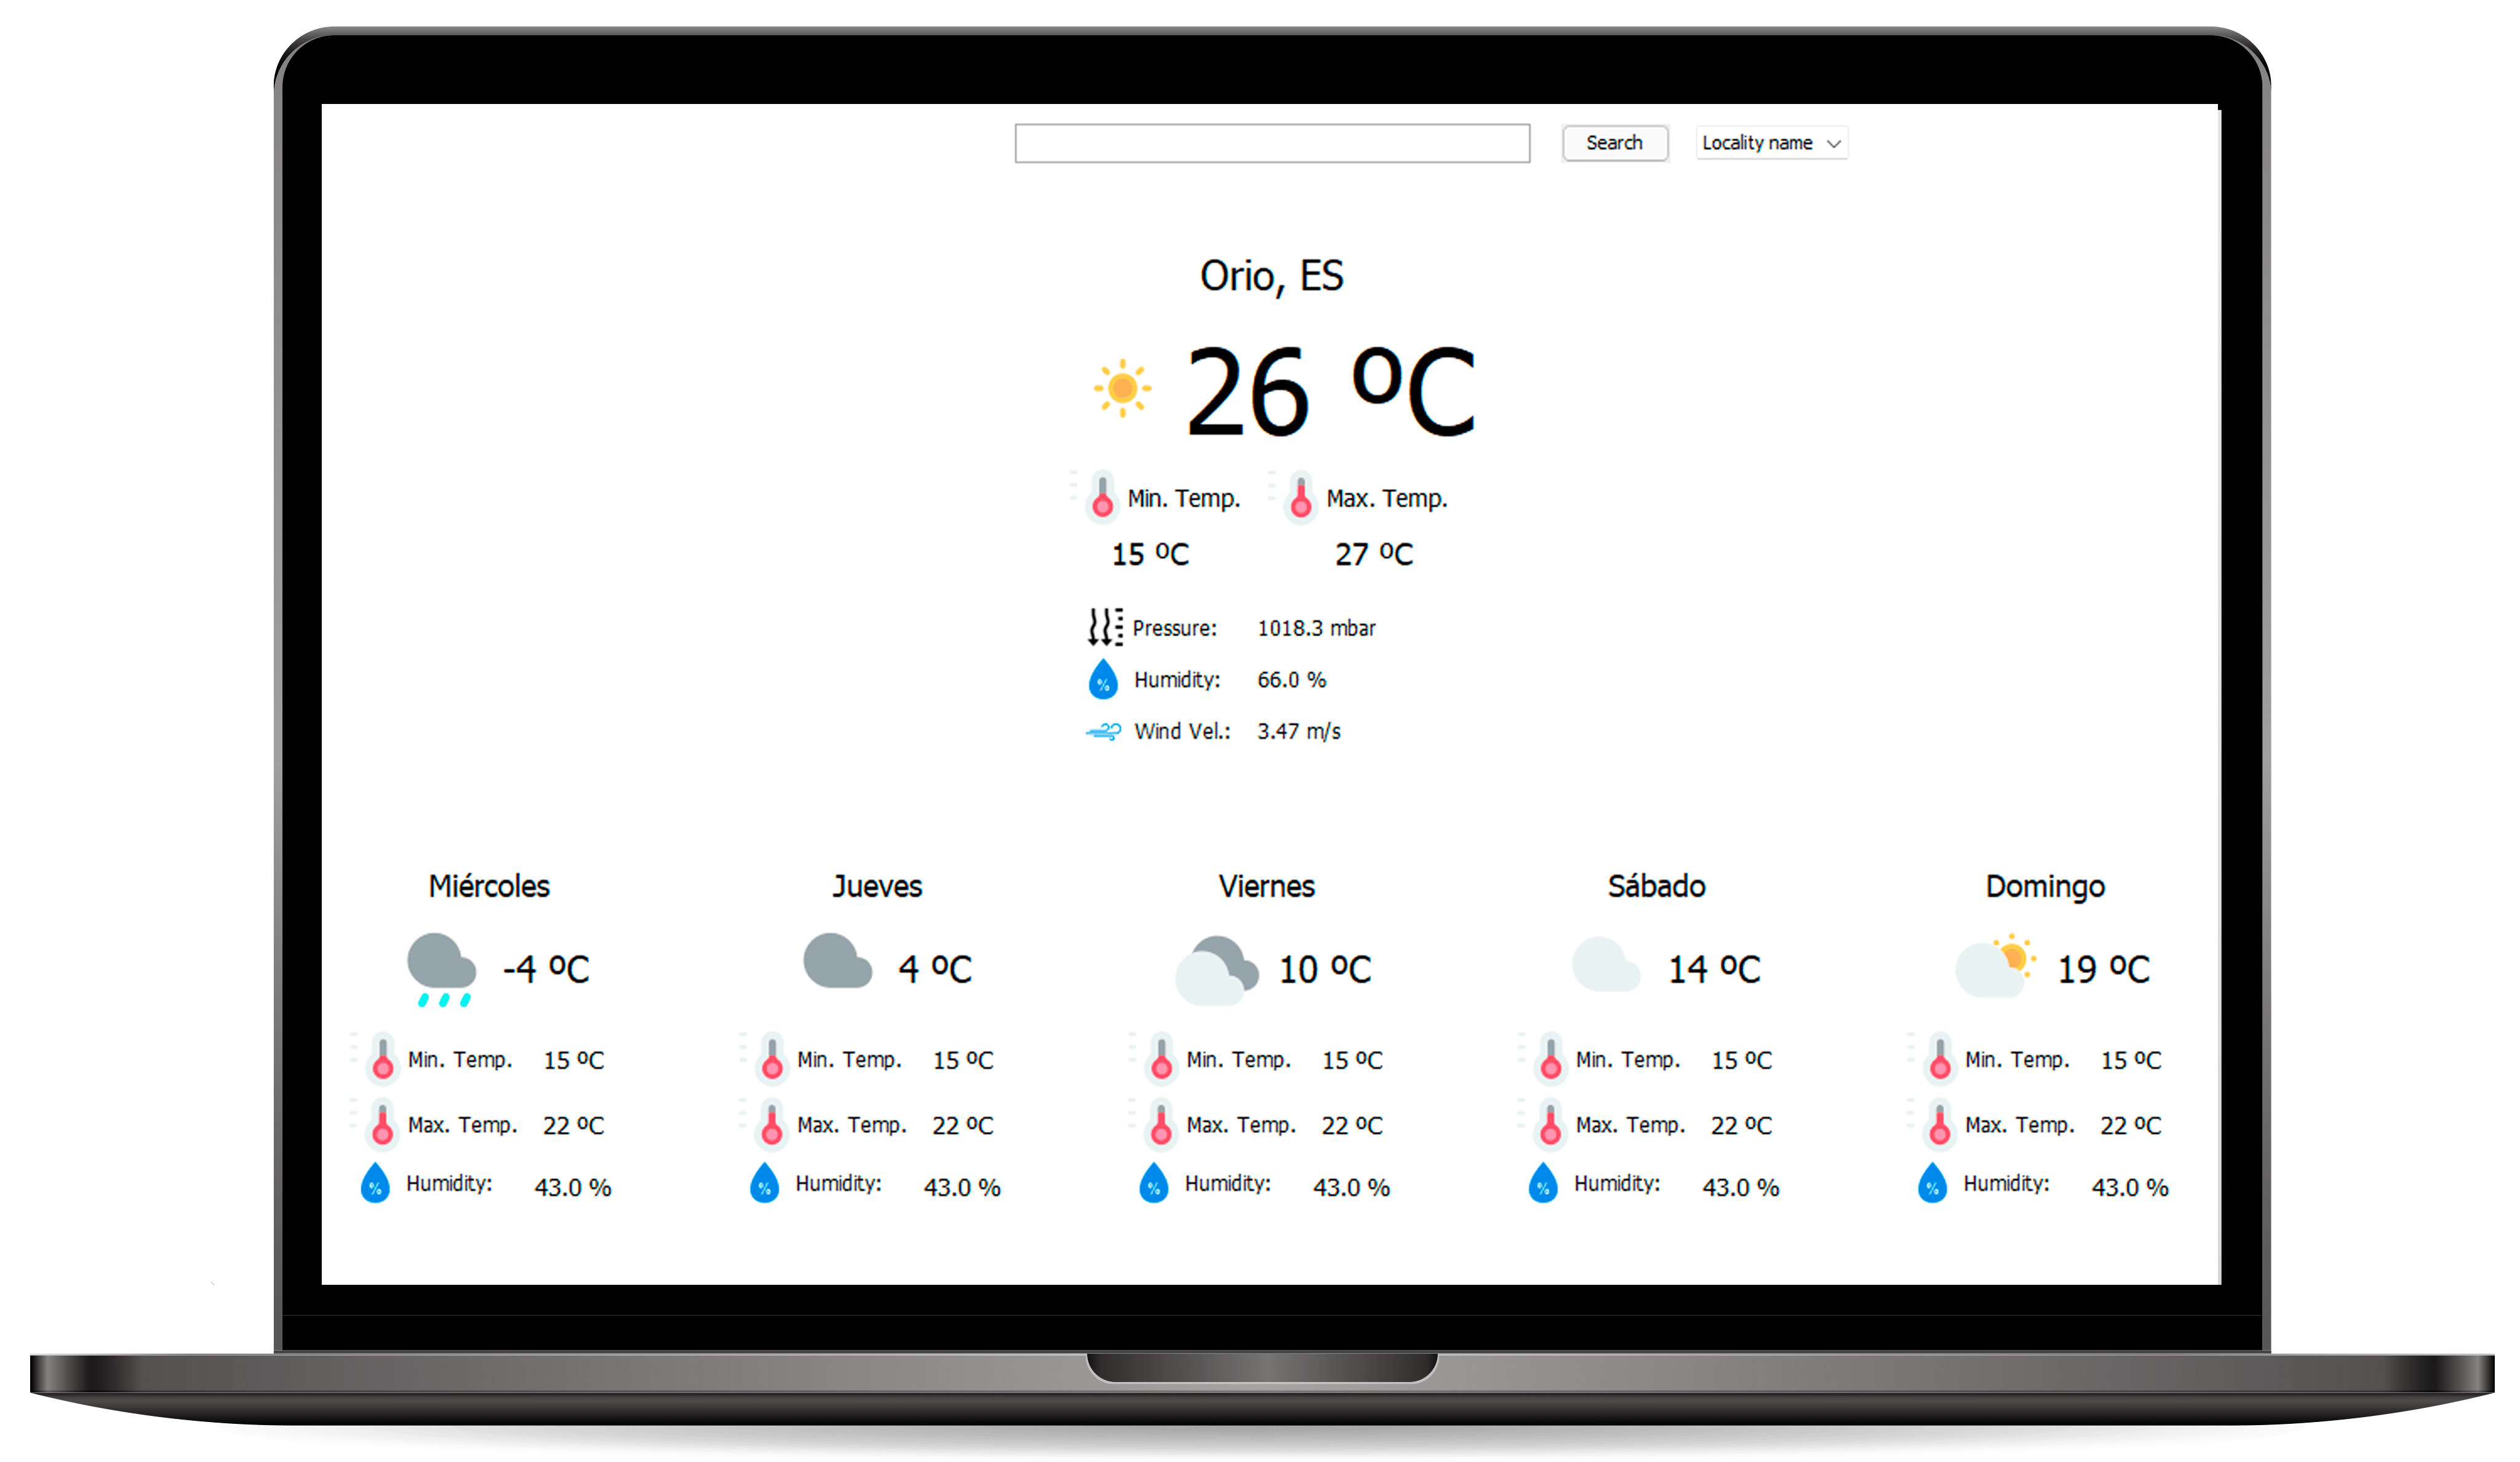 Search Locality name
Orio, ES
26 ºC
Min. Temp. Max. Temp.
15 ºC 27 ºC
Pressure: 1018.3 mbar
% Humidity: 66.0 %
Wind Vel.: 3.47 m/s
Miércoles Jueves Viernes Sábado Domingo
-4 ºC 4 ºC 10 ºC 14 ºC 19 ºC
Min. Temp. 15 ºC Min. Temp. 15 ºC Min. Temp. 15 ºC Min. Temp. 15 ºC Min. Temp. 15 ºC
Max. Temp. 22 ºC Max. Temp. 22 ºC Max. Temp. 22 ºC Max. Temp. 22 ºC Max. Temp. 22 ºC
% Humidity: 43.0 % % Humidity: 43.0 % % Humidity: 43.0 % % Humidity: 43.0 % % Humidity: 43.0 %